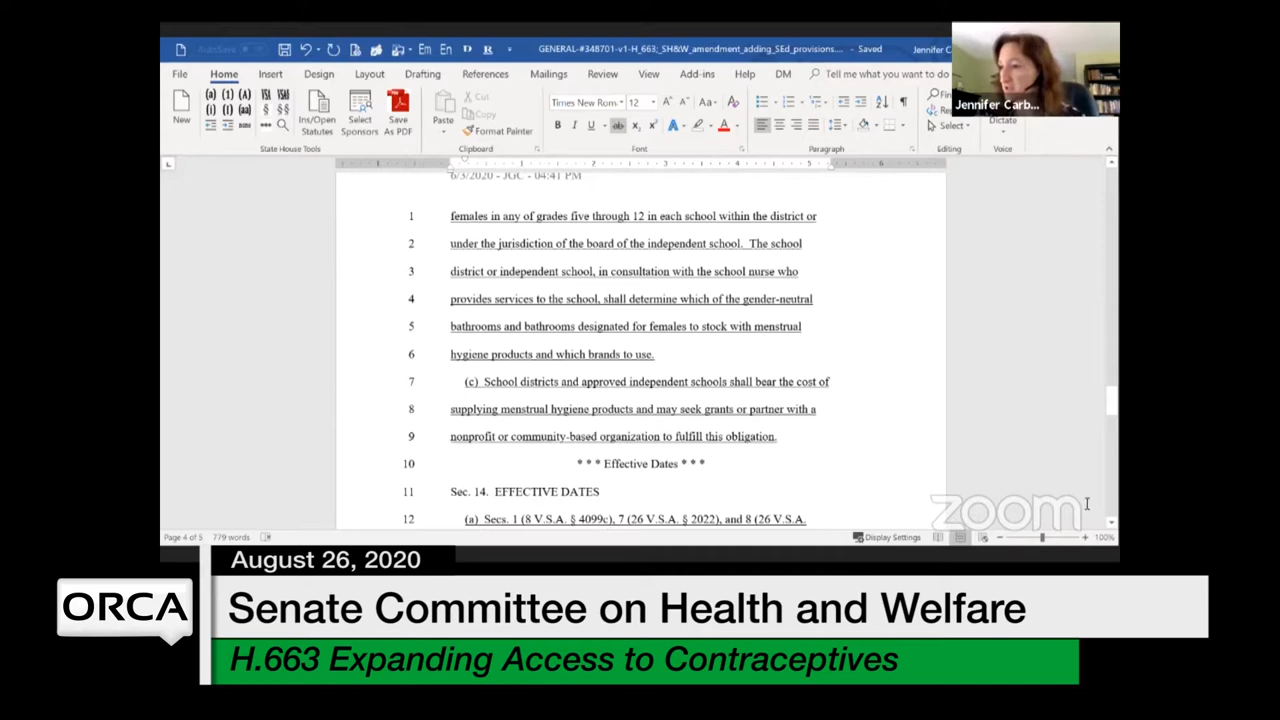 AutoSave
GENERAL-#348701-v1-H_663;_SH&W_amendment_adding_SEd_provisions.... - Saved
Jennifer C
File Home Insert Design Layout Drafting References Mailings Review View Add-ins Help DM Tell me what you want to do
Jennifer Carb...
New
Ins/Open Statutes
Select Sponsors
Save As PDF
Paste
Cut
Copy
Format Painter
Times New Rom
12
Select
Dictate
State House Tools Clipboard Font Paragraph Editing Voice
6/3/2020 - JGC - 04:41 PM
1 females in any of grades five through 12 in each school within the district or
2 under the jurisdiction of the board of the independent school. The school
3 district or independent school, in consultation with the school nurse who
4 provides services to the school, shall determine which of the gender-neutral
5 bathrooms and bathrooms designated for females to stock with menstrual
6 hygiene products and which brands to use.
7 (c) School districts and approved independent schools shall bear the cost of
8 supplying menstrual hygiene products and may seek grants or partner with a
9 nonprofit or community-based organization to fulfill this obligation.
10 * * * Effective Dates * * *
11 Sec. 14. EFFECTIVE DATES
12 (a) Secs. 1 (8 V.S.A. § 4099c), 7 (26 V.S.A. § 2022), and 8 (26 V.S.A.
zoom
Page 4 of 5 779 words Display Settings 100%
August 26, 2020
ORCA
Senate Committee on Health and Welfare
H.663 Expanding Access to Contraceptives